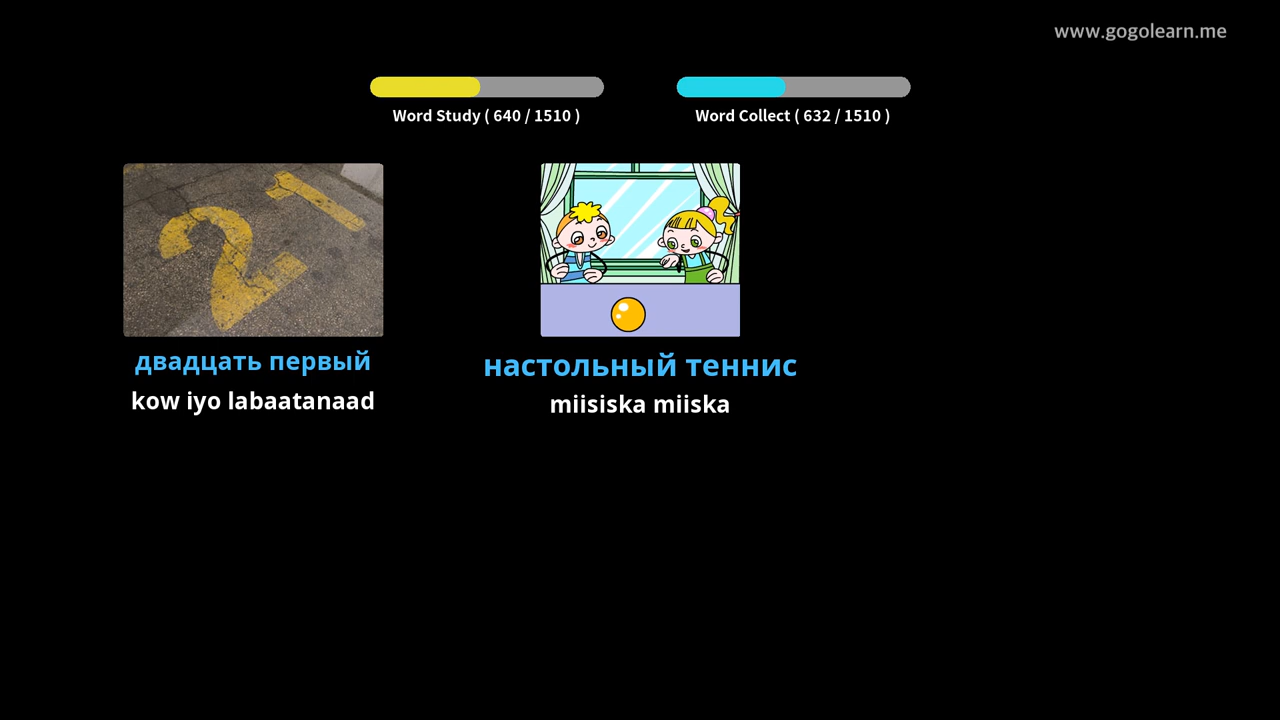 www.gogolearn.me
Word Study ( 640 / 1510 )
Word Collect ( 632 / 1510 )
21
двадцать первый
kow iyo labaatanaad
настольный теннис
miisiska miiska